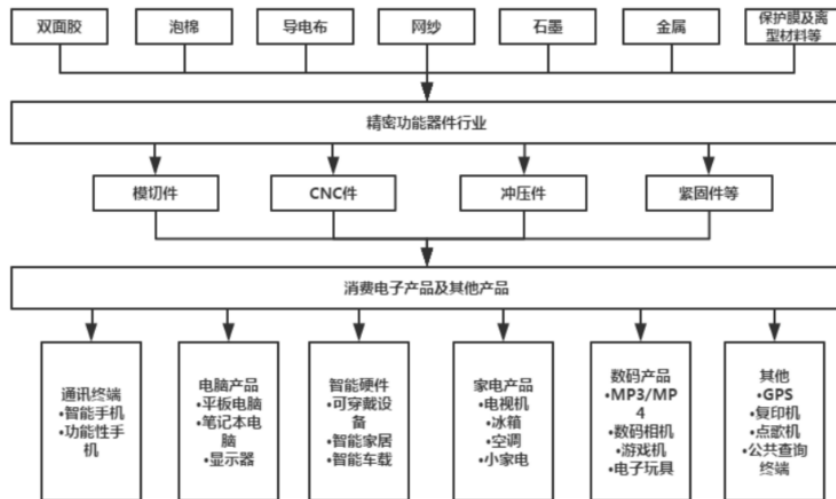 双面胶
泡棉
导电布
网纱
石墨
金属
保护膜及离
型材料等
精密功能器件行业
模切件
CNC件
冲压件
紧固件等
消费电子产品及其他产品
通讯终端
•智能手机
•功能性手
机
电脑产品
•平板电脑
•笔记本电
脑
•显示器
智能硬件
•可穿戴设
备
•智能家居
•智能车载
家电产品
•电视机
•冰箱
•空调
•小家电
数码产品
•MP3/MP
4
•数码相机
•游戏机
•电子玩具
其他
•GPS
•复印机
•点歌机
•公共查询
终端